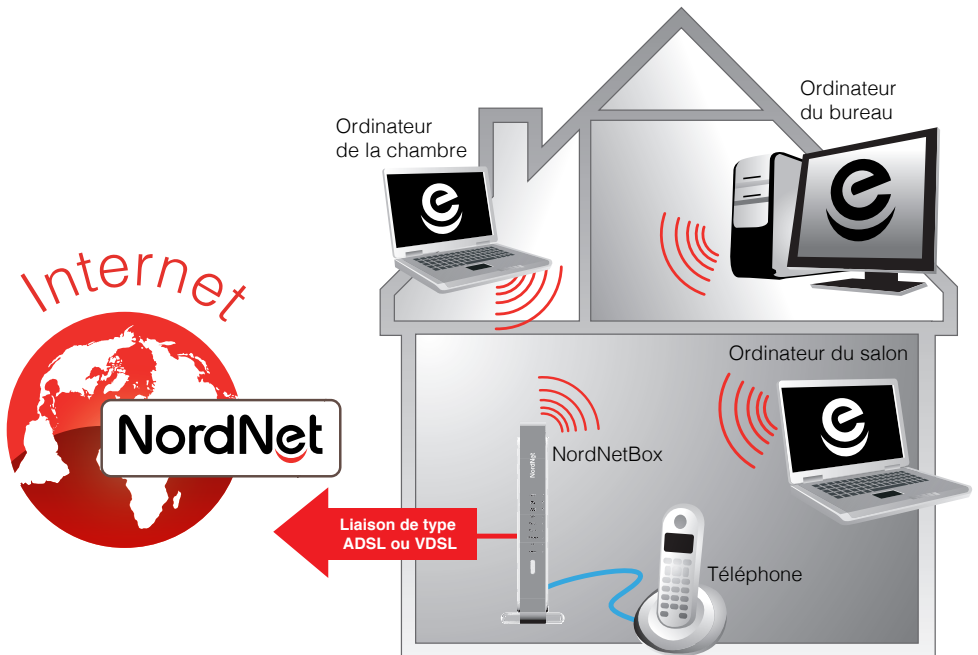 Ordinateur
du bureau
Ordinateur
de la chambre
Internet
NordNet
Ordinateur du salon
NordNetBox
NordNet
Liaison de type
ADSL ou VDSL
Téléphone